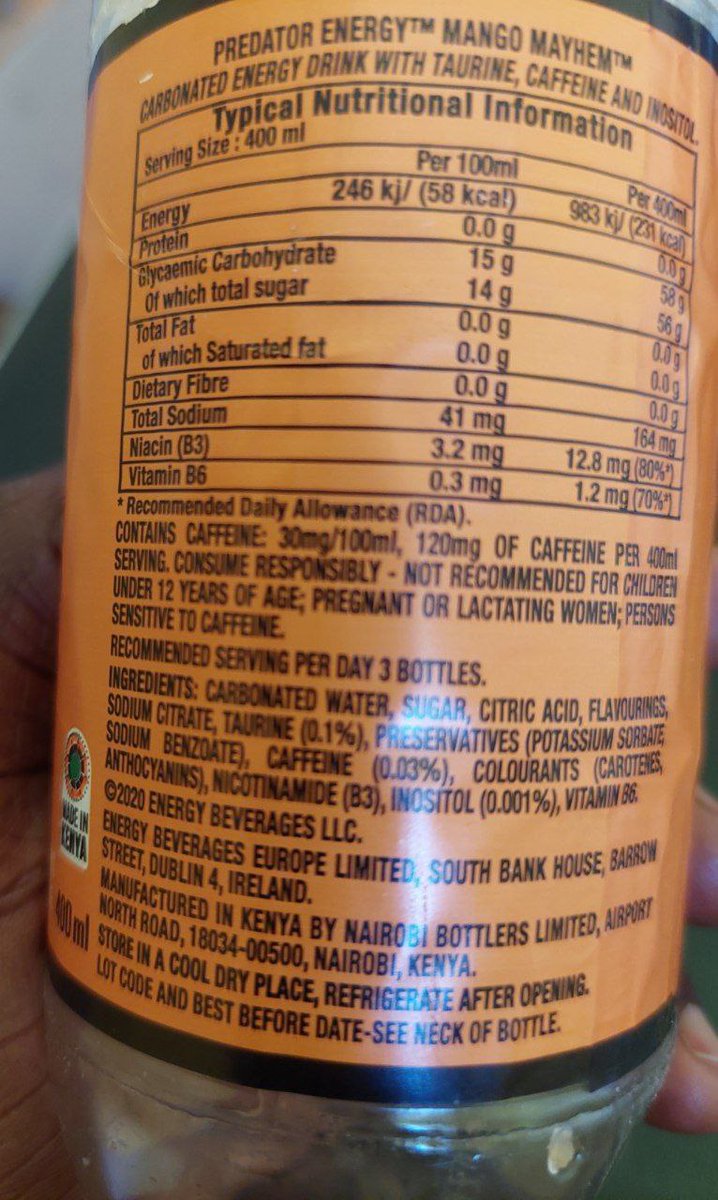 PREDATOR ENERGY™ MANGO MAYHEM™
CARBONATED ENERGY DRINK WITH TAURINE, CAFFEINE AND INOSITOL.
Typical Nutritional Information
Serving Size : 400 ml
Per 100ml Per 400ml
Energy 246 kj/ (58 kcal) 983 kj/ (231 kcal)
Protein 0.0 g 0.0 g
Glycaemic Carbohydrate 15 g 58 g
Of which total sugar 14 g 56 g
Total Fat 0.0 g 0.0 g
of which Saturated fat 0.0 g 0.0 g
Dietary Fibre 0.0 g 0.0 g
Total Sodium 41 mg 164 mg
Niacin (B3) 3.2 mg 12.8 mg (80%*)
Vitamin B6 0.3 mg 1.2 mg (70%*)
* Recommended Daily Allowance (RDA).
CONTAINS CAFFEINE: 30mg/100ml, 120mg OF CAFFEINE PER 400ml
SERVING. CONSUME RESPONSIBLY - NOT RECOMMENDED FOR CHILDREN
UNDER 12 YEARS OF AGE; PREGNANT OR LACTATING WOMEN; PERSONS
SENSITIVE TO CAFFEINE.
RECOMMENDED SERVING PER DAY 3 BOTTLES.
INGREDIENTS: CARBONATED WATER, SUGAR, CITRIC ACID, FLAVOURINGS,
SODIUM CITRATE, TAURINE (0.1%), PRESERVATIVES (POTASSIUM SORBATE,
SODIUM BENZOATE), CAFFEINE (0.03%), COLOURANTS (CAROTENES,
ANTHOCYANINS), NICOTINAMIDE (B3), INOSITOL (0.001%), VITAMIN B6.
©2020 ENERGY BEVERAGES LLC.
ENERGY BEVERAGES EUROPE LIMITED, SOUTH BANK HOUSE, BARROW
STREET, DUBLIN 4, IRELAND.
MANUFACTURED IN KENYA BY NAIROBI BOTTLERS LIMITED, AIRPORT
NORTH ROAD, 18034-00500, NAIROBI, KENYA.
STORE IN A COOL DRY PLACE, REFRIGERATE AFTER OPENING.
LOT CODE AND BEST BEFORE DATE-SEE NECK OF BOTTLE.
MADE IN
KENYA
400 ml